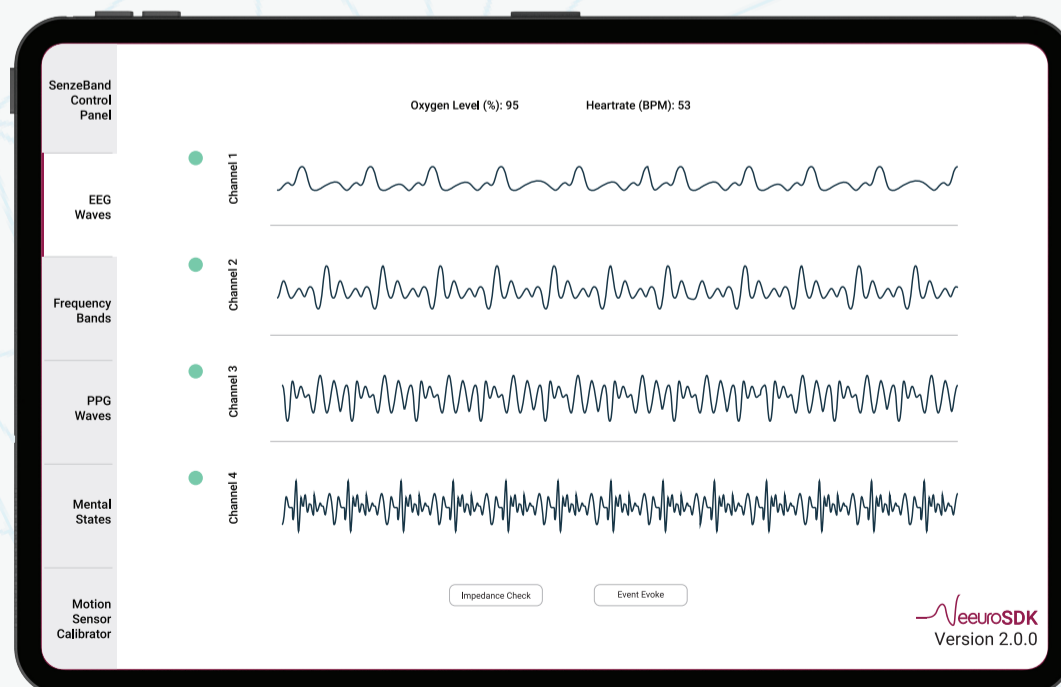 SenzeBand
Control
Panel
EEG
Waves
Frequency
Bands
PPG
Waves
Mental
States
Motion
Sensor
Calibrator
Oxygen Level (%): 95
Heartrate (BPM): 53
Channel 1
Channel 2
Channel 3
Channel 4
Impedance Check
Event Evoke
NeeuroSDK
Version 2.0.0